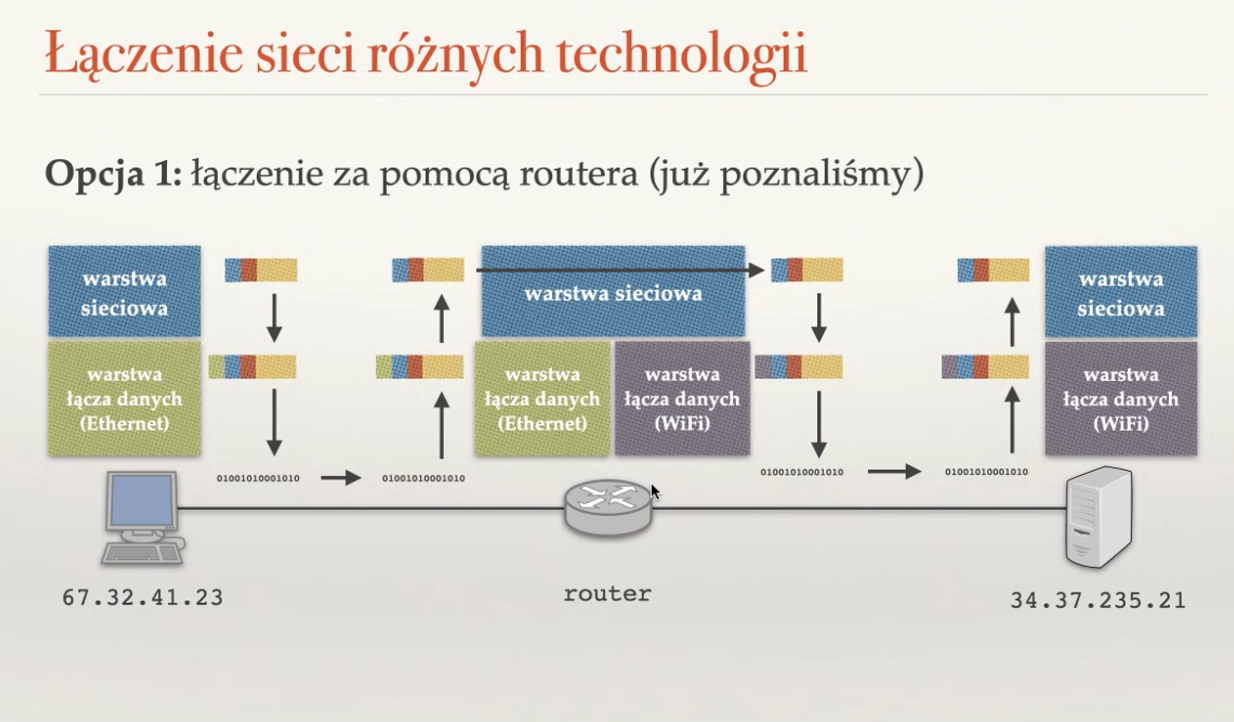 Łączenie sieci różnych technologii
Opcja 1: łączenie za pomocą routera (już poznaliśmy)
warstwa
sieciowa
warstwa sieciowa
warstwa
sieciowa
warstwa
łącza danych
(Ethernet)
warstwa
łącza danych
(Ethernet)
warstwa
łącza danych
(WiFi)
warstwa
łącza danych
(WiFi)
01001010001010
01001010001010
01001010001010
01001010001010
67.32.41.23
router
34.37.235.21